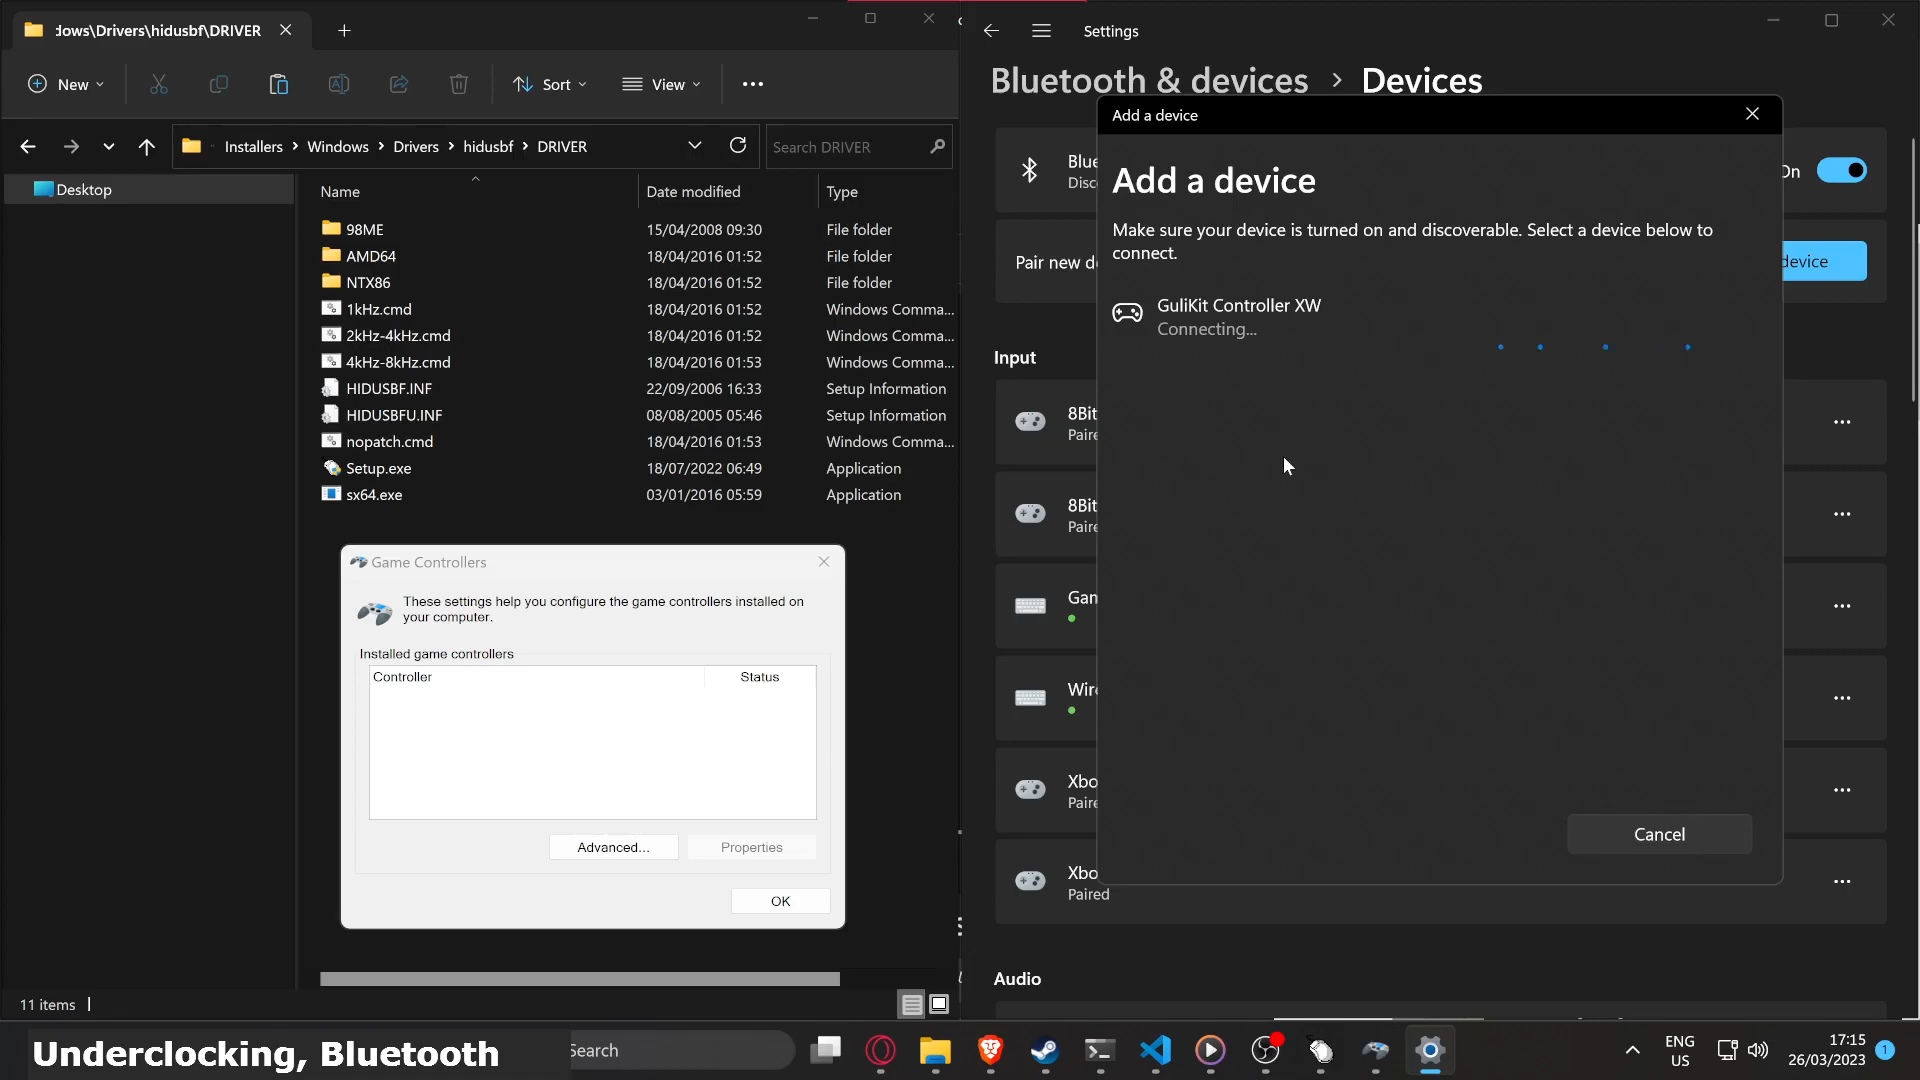 dows\Drivers\hidusbf\DRIVER
New
Sort
View
Installers > Windows > Drivers > hidusbf > DRIVER
Search DRIVER
Desktop
Name
Date modified
Type
98ME 15/04/2008 09:30 File folder
AMD64 18/04/2016 01:52 File folder
NTX86 18/04/2016 01:52 File folder
1kHz.cmd 18/04/2016 01:52 Windows Comma...
2kHz-4kHz.cmd 18/04/2016 01:52 Windows Comma...
4kHz-8kHz.cmd 18/04/2016 01:53 Windows Comma...
HIDUSBF.INF 22/09/2006 16:33 Setup Information
HIDUSBFU.INF 08/08/2005 05:46 Setup Information
nopatch.cmd 18/04/2016 01:53 Windows Comma...
Setup.exe 18/07/2022 06:49 Application
sx64.exe 03/01/2016 05:59 Application
Game Controllers
These settings help you configure the game controllers installed on
your computer.
Installed game controllers
Controller
Status
Advanced...
Properties
OK
11 items
Settings
Bluetooth & devices > Devices
Blue
Disc
On
Pair new de
device
Input
8Bit
Paire
8Bit
Paire
Gam
Wire
Xbo
Paire
Xbo
Paired
Audio
Add a device
Add a device
Make sure your device is turned on and discoverable. Select a device below to
connect.
GuliKit Controller XW
Connecting...
Cancel
Underclocking, Bluetooth
Search
ENG
US
17:15
26/03/2023
1